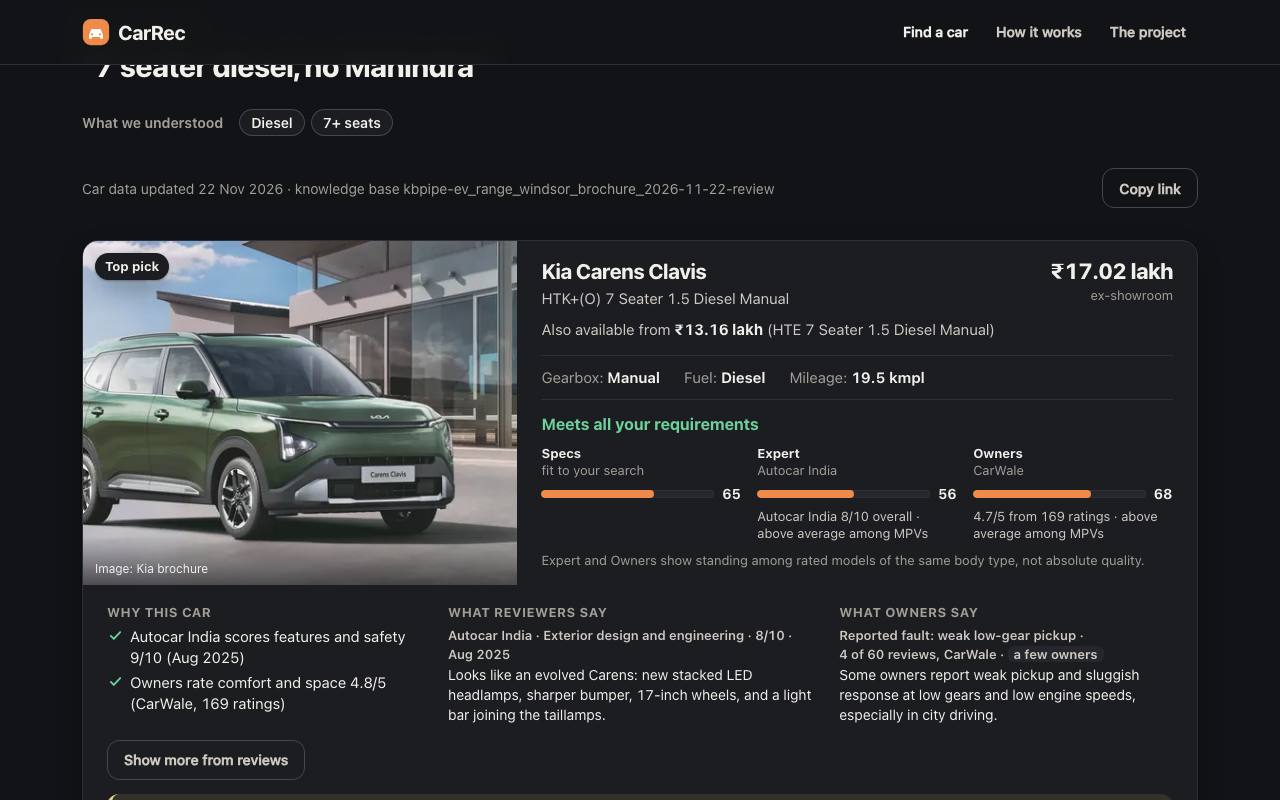 CarRec
Find a car
How it works
The project
7 seater diesel, no Mahindra
What we understood
Diesel
7+ seats
Car data updated 22 Nov 2026 · knowledge base kbpipe-ev_range_windsor_brochure_2026-11-22-review
Copy link
Top pick
Carens Clavis
Image: Kia brochure
Kia Carens Clavis
₹17.02 lakh
HTK+(O) 7 Seater 1.5 Diesel Manual
ex-showroom
Also available from ₹13.16 lakh (HTE 7 Seater 1.5 Diesel Manual)
Gearbox: Manual
Fuel: Diesel
Mileage: 19.5 kmpl
Meets all your requirements
Specs
fit to your search
65
Expert
Autocar India
56
Autocar India 8/10 overall ·
above average among MPVs
Owners
CarWale
68
4.7/5 from 169 ratings · above
average among MPVs
Expert and Owners show standing among rated models of the same body type, not absolute quality.
WHY THIS CAR
Autocar India scores features and safety
9/10 (Aug 2025)
Owners rate comfort and space 4.8/5
(CarWale, 169 ratings)
WHAT REVIEWERS SAY
Autocar India · Exterior design and engineering · 8/10 ·
Aug 2025
Looks like an evolved Carens: new stacked LED
headlamps, sharper bumper, 17-inch wheels, and a light
bar joining the taillamps.
WHAT OWNERS SAY
Reported fault: weak low-gear pickup ·
4 of 60 reviews, CarWale · a few owners
Some owners report weak pickup and sluggish
response at low gears and low engine speeds,
especially in city driving.
Show more from reviews